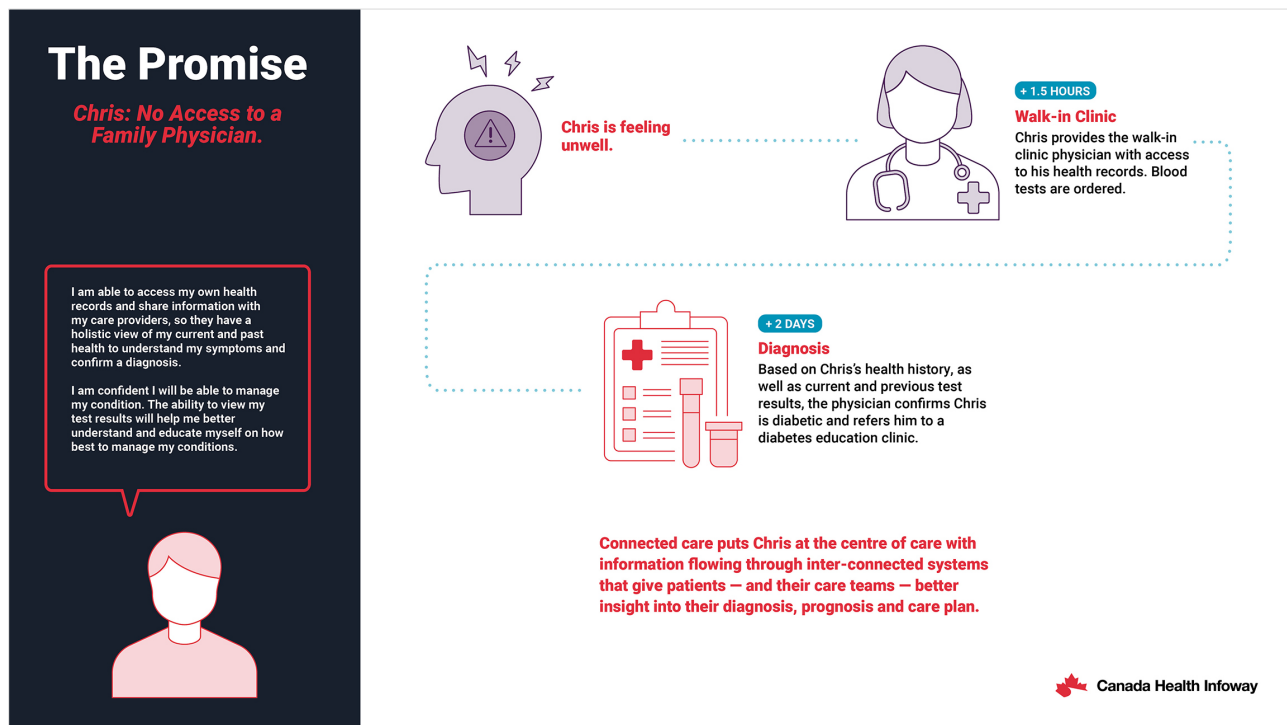 The Promise
Chris: No Access to a
Family Physician.
I am able to access my own health
records and share information with
my care providers, so they have a
holistic view of my current and past
health to understand my symptoms and
confirm a diagnosis.
I am confident I will be able to manage
my condition. The ability to view my
test results will help me better
understand and educate myself on how
best to manage my conditions.
Chris is feeling
unwell.
+ 1.5 HOURS
Walk-in Clinic
Chris provides the walk-in
clinic physician with access
to his health records. Blood
tests are ordered.
+ 2 DAYS
Diagnosis
Based on Chris’s health history, as
well as current and previous test
results, the physician confirms Chris
is diabetic and refers him to a
diabetes education clinic.
Connected care puts Chris at the centre of care with
information flowing through inter-connected systems
that give patients — and their care teams — better
insight into their diagnosis, prognosis and care plan.
Canada Health Infoway